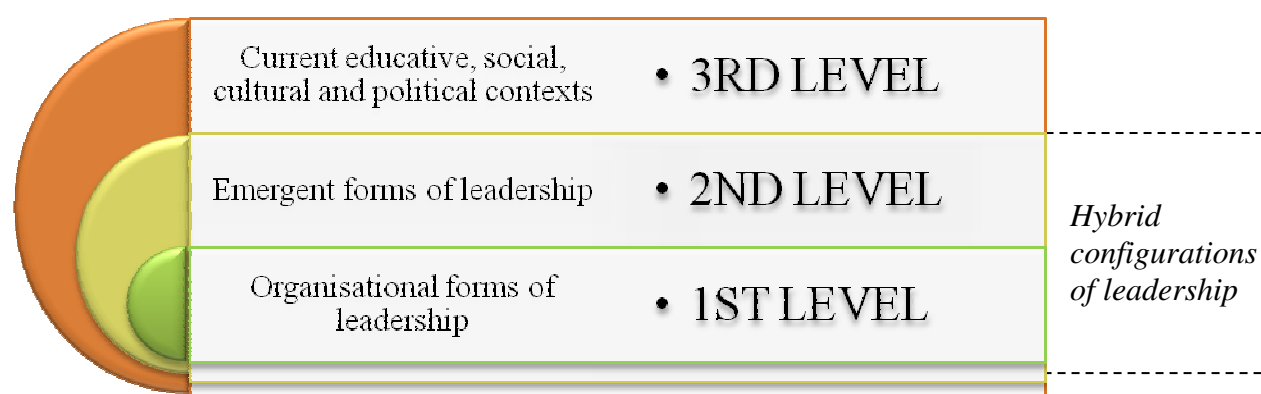 Current educative, social,
cultural and political contexts
• 3RD LEVEL
Emergent forms of leadership
• 2ND LEVEL
Organisational forms of
leadership
• 1ST LEVEL
Hybrid
configurations
of leadership